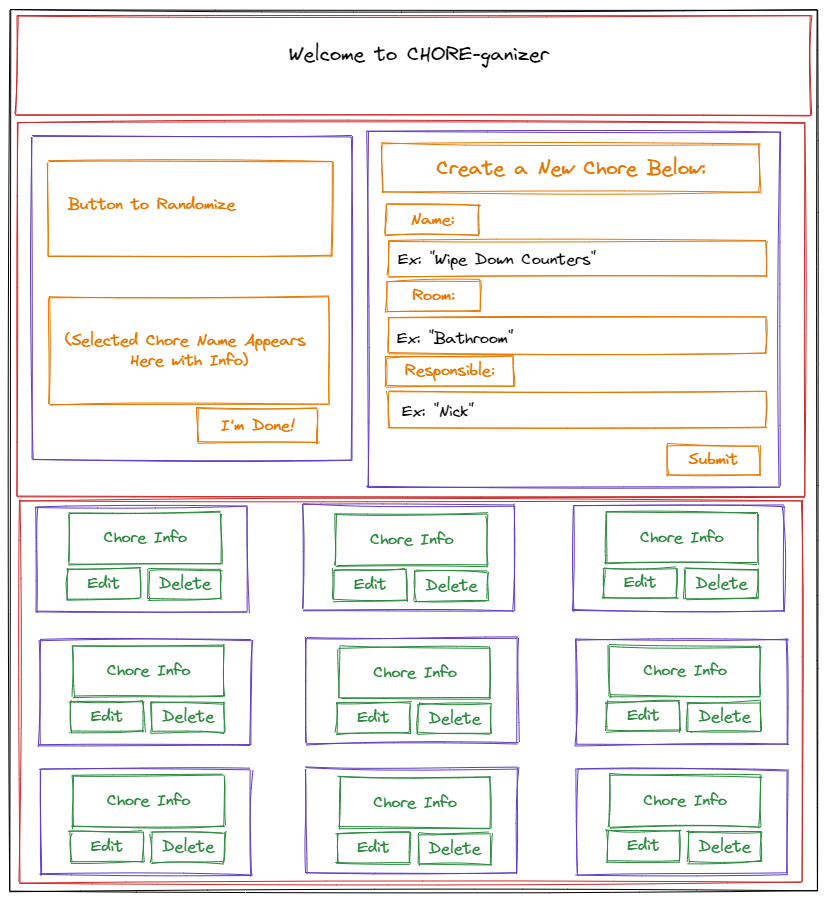 Welcome to CHORE-ganizer
Button to Randomize
(Selected Chore Name Appears
Here with Info)
I'm Done!
Create a New Chore Below:
Name:
Ex: "Wipe Down Counters"
Room:
Ex: "Bathroom"
Responsible:
Ex: "Nick"
Submit
Chore Info
Edit
Delete
Chore Info
Edit
Delete
Chore Info
Edit
Delete
Chore Info
Edit
Delete
Chore Info
Edit
Delete
Chore Info
Edit
Delete
Chore Info
Edit
Delete
Chore Info
Edit
Delete
Chore Info
Edit
Delete